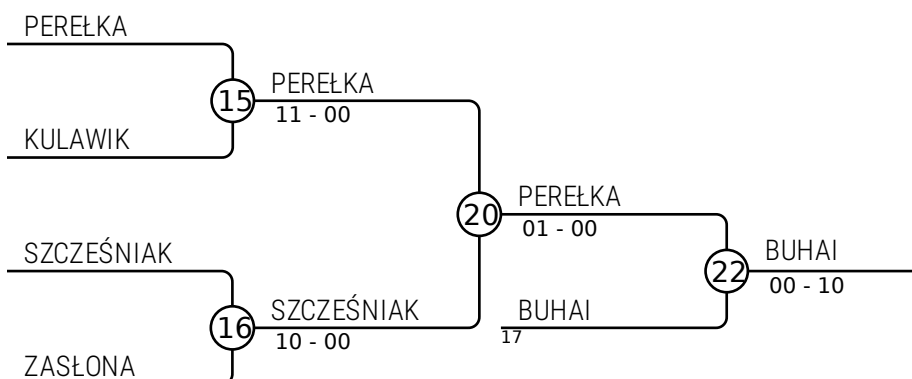 PEREŁKA
15
PEREŁKA
11 - 00
KULAWIK
20
PEREŁKA
01 - 00
SZCZEŚNIAK
16
SZCZEŚNIAK
10 - 00
ZASŁONA
BUHAI
17
22
BUHAI
00 - 10